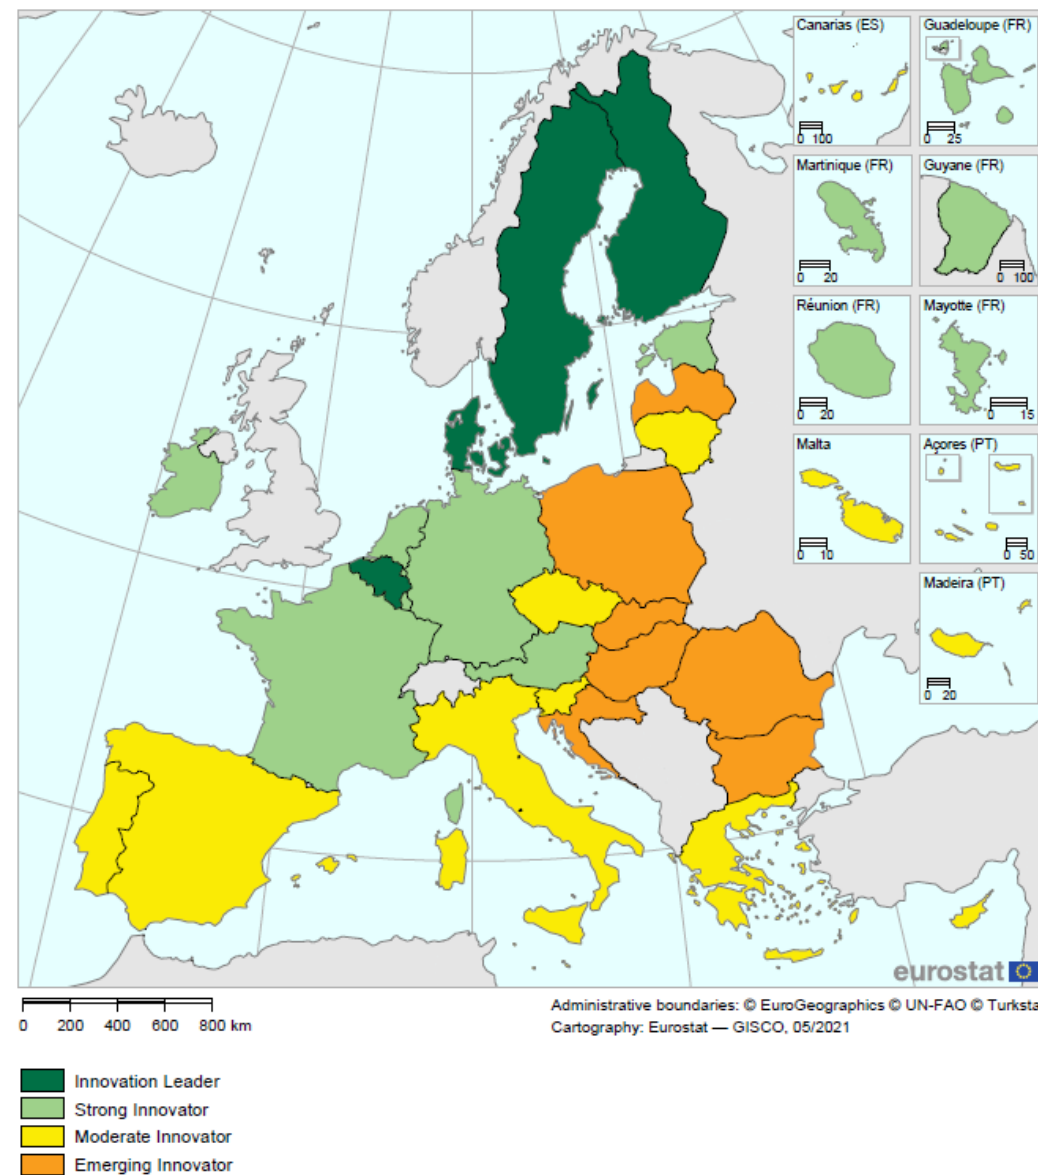 Canarias (ES)
0 100
Guadeloupe (FR)
0 25
Martinique (FR)
0 20
Guyane (FR)
0 100
Réunion (FR)
0 20
Mayotte (FR)
0 15
Malta
0 10
Açores (PT)
0 50
Madeira (PT)
0 20
eurostat
0 200 400 600 800 km
Administrative boundaries: © EuroGeographics © UN-FAO © Turksta
Cartography: Eurostat — GISCO, 05/2021
Innovation Leader
Strong Innovator
Moderate Innovator
Emerging Innovator